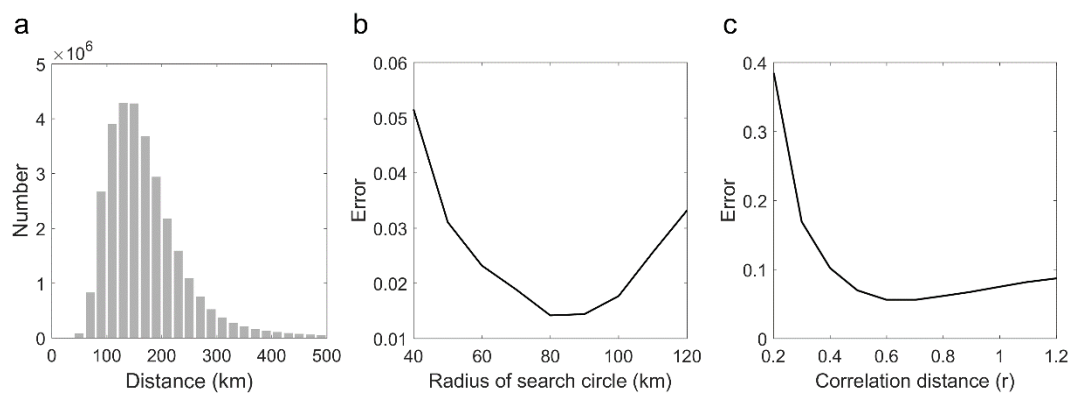 a
×10⁶
5
4
3
2
1
0
Number
0 100 200 300 400 500
Distance (km)
b
0.06
0.05
0.04
0.03
0.02
0.01
Error
40 60 80 100 120
Radius of search circle (km)
c
0.4
0.3
0.2
0.1
0
Error
0.2 0.4 0.6 0.8 1 1.2
Correlation distance (r)